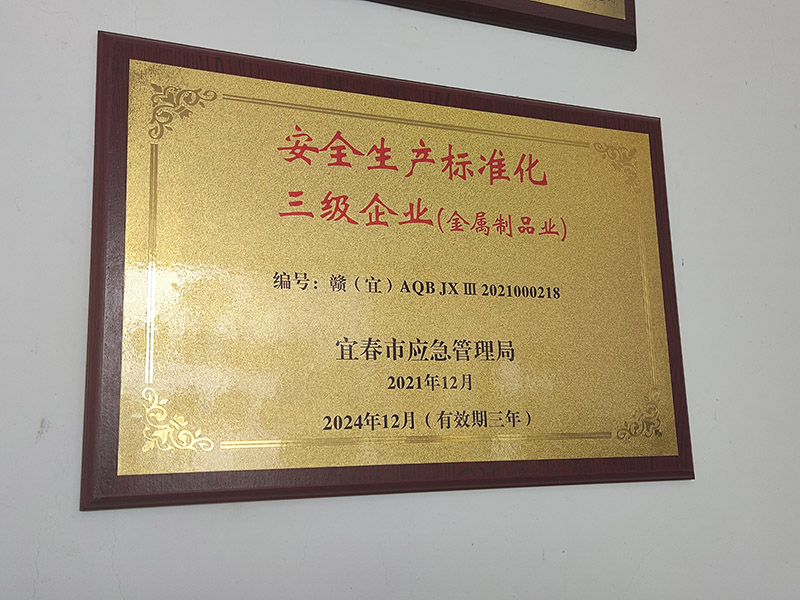 安全生产标准化
三级企业(金属制品业)
编号：赣（宜）AQB JX Ⅲ 2021000218
宜春市应急管理局
2021年12月
2024年12月（有效期三年）